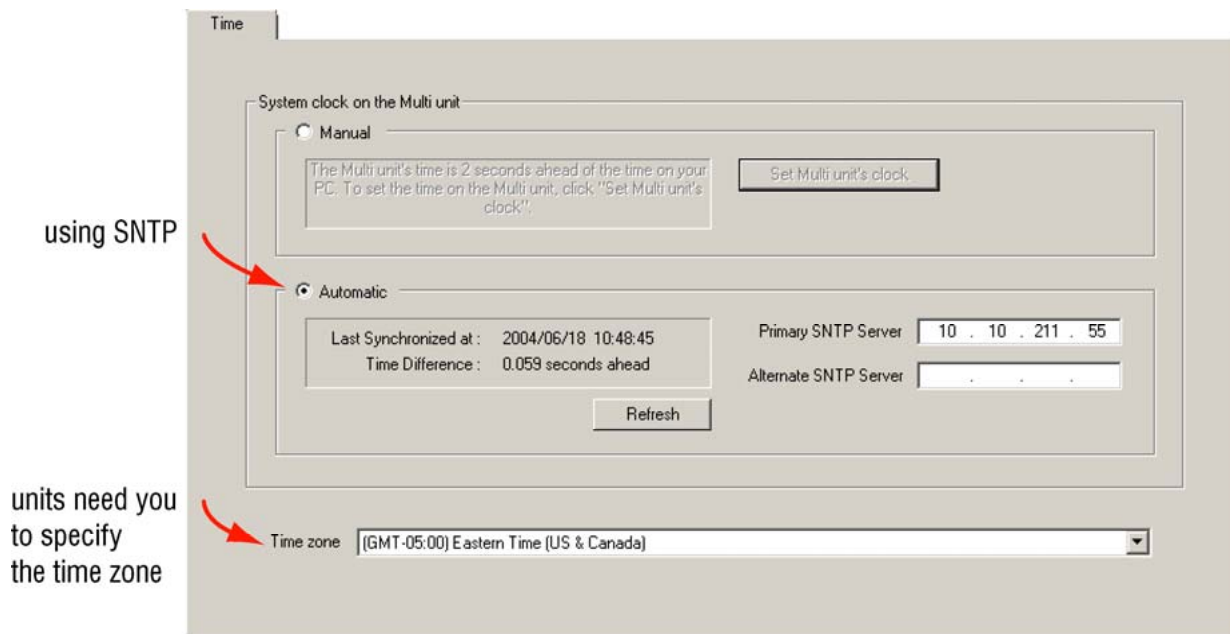 Time
System clock on the Multi unit
Manual
The Multi unit's time is 2 seconds ahead of the time on your
PC. To set the time on the Multi unit, click "Set Multi unit's
clock".
Set Multi unit's clock
using SNTP
Automatic
Last Synchronized at : 2004/06/18 10:48:45
Time Difference : 0.059 seconds ahead
Refresh
Primary SNTP Server 10 . 10 . 211 . 55
Alternate SNTP Server . . .
units need you
to specify
the time zone
Time zone (GMT-05:00) Eastern Time (US & Canada)